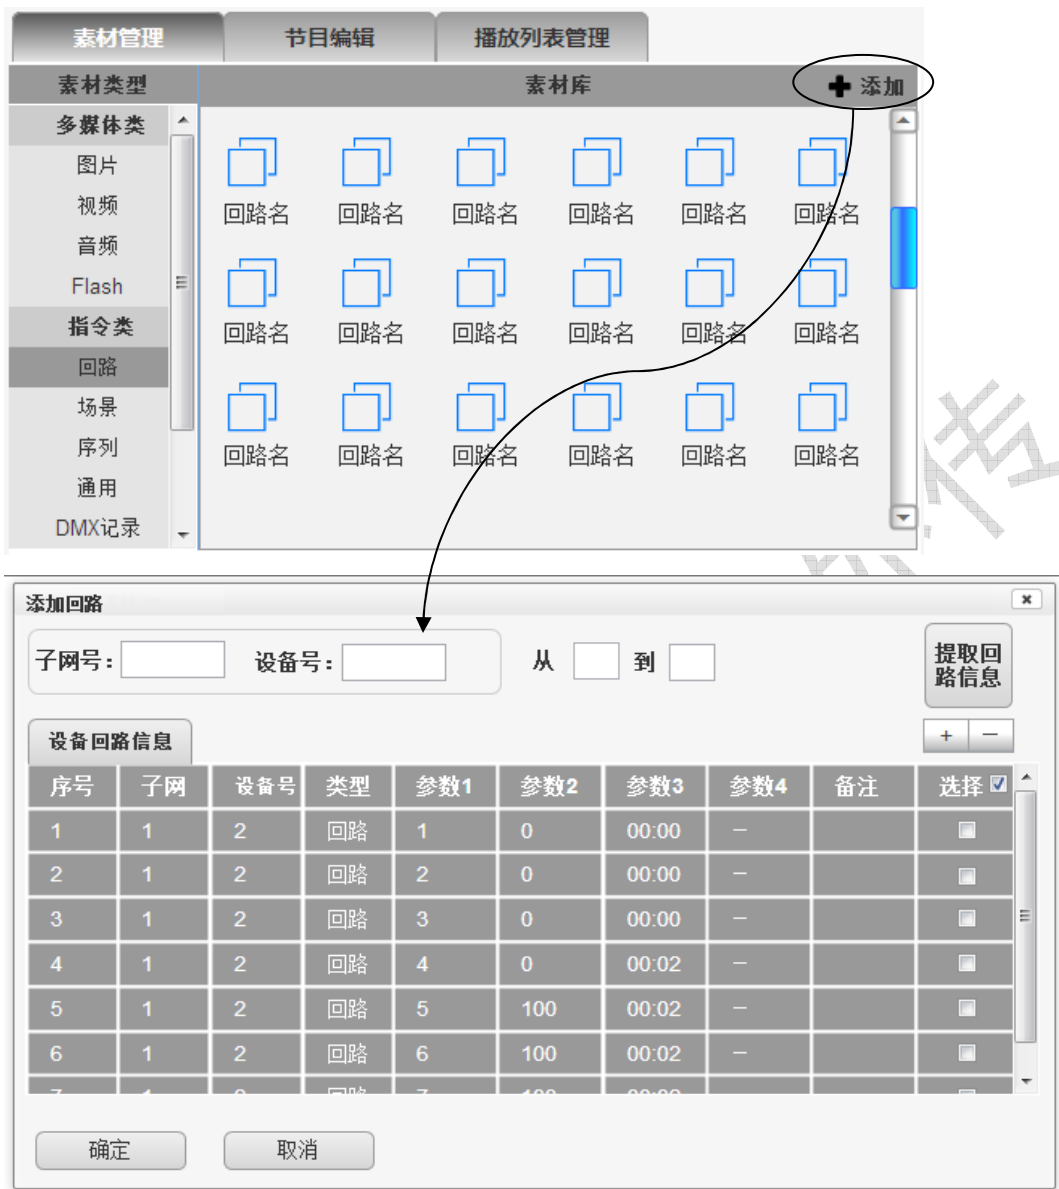 素材管理 节目编辑 播放列表管理
素材类型 素材库 添加
多媒体类
图片
视频
音频
Flash
指令类
回路
场景
序列
通用
DMX记录
回路名 回路名 回路名 回路名 回路名 回路名
回路名 回路名 回路名 回路名 回路名 回路名
回路名 回路名 回路名 回路名 回路名 回路名
添加回路
子网号: 设备号: 从 到
提取回
路信息
+ −
设备回路信息
序号 子网 设备号 类型 参数1 参数2 参数3 参数4 备注 选择
1 1 2 回路 1 0 00:00 −
2 1 2 回路 2 0 00:00 −
3 1 2 回路 3 0 00:00 −
4 1 2 回路 4 0 00:02 −
5 1 2 回路 5 100 00:02 −
6 1 2 回路 6 100 00:02 −
确定 取消